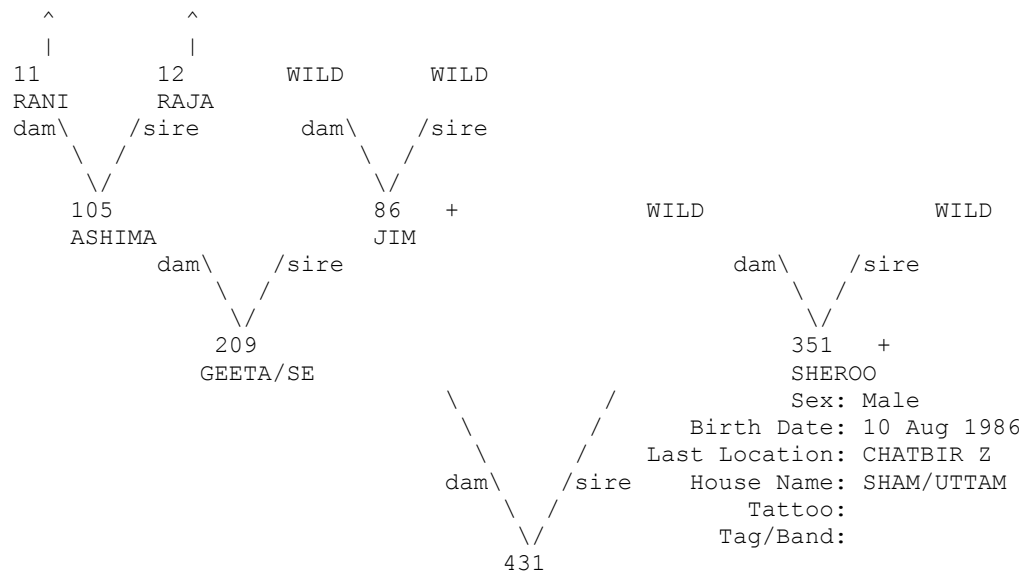 ^ ^
| |
11 12 WILD WILD
RANI RAJA
dam\ /sire dam\ /sire
\ / \ /
\/ \/
105 86 + WILD WILD
ASHIMA JIM
dam\ /sire dam\ /sire
\ / \ /
\/ \/
209 351 +
GEETA/SE SHEROO
\ / Sex: Male
\ / Birth Date: 10 Aug 1986
\ / Last Location: CHATBIR Z
dam\ /sire House Name: SHAM/UTTAM
\ / Tattoo:
\/ Tag/Band:
431